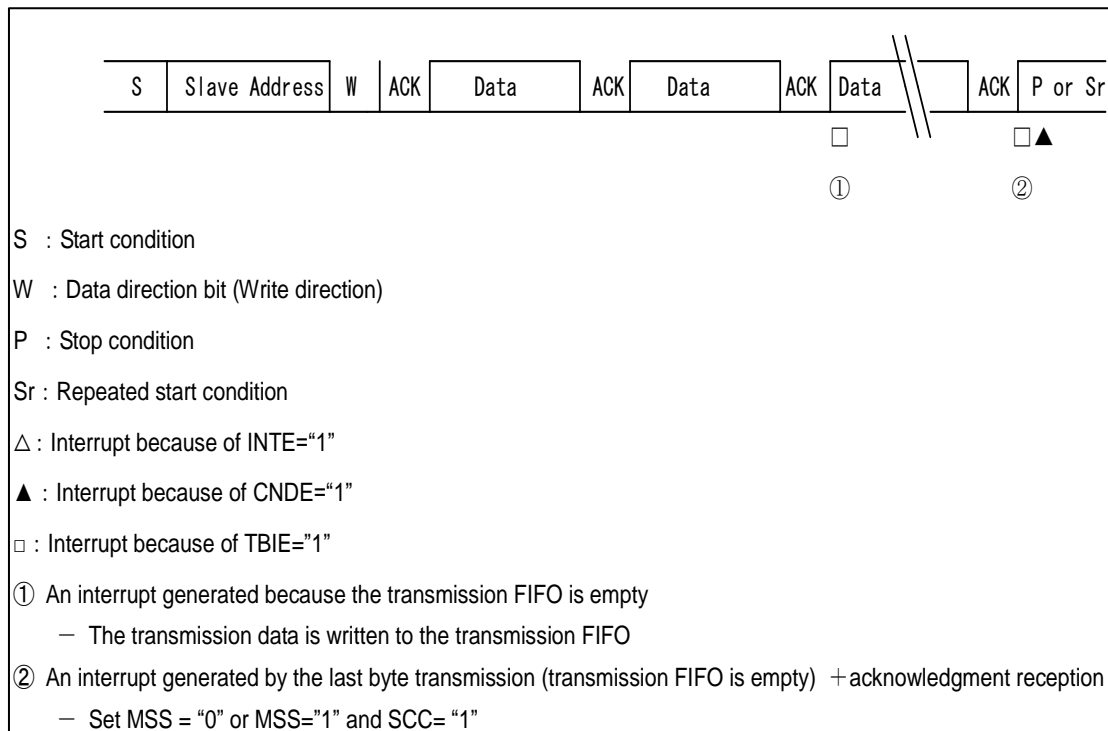 S Slave Address W ACK Data ACK Data ACK Data ACK P or Sr
□ □▲
① ②
S : Start condition
W : Data direction bit (Write direction)
P : Stop condition
Sr : Repeated start condition
△ : Interrupt because of INTE=“1”
▲ : Interrupt because of CNDE=“1”
□ : Interrupt because of TBIE=”1”
① An interrupt generated because the transmission FIFO is empty
－ The transmission data is written to the transmission FIFO
② An interrupt generated by the last byte transmission (transmission FIFO is empty) ＋acknowledgment reception
－ Set MSS = “0” or MSS=“1” and SCC= “1”